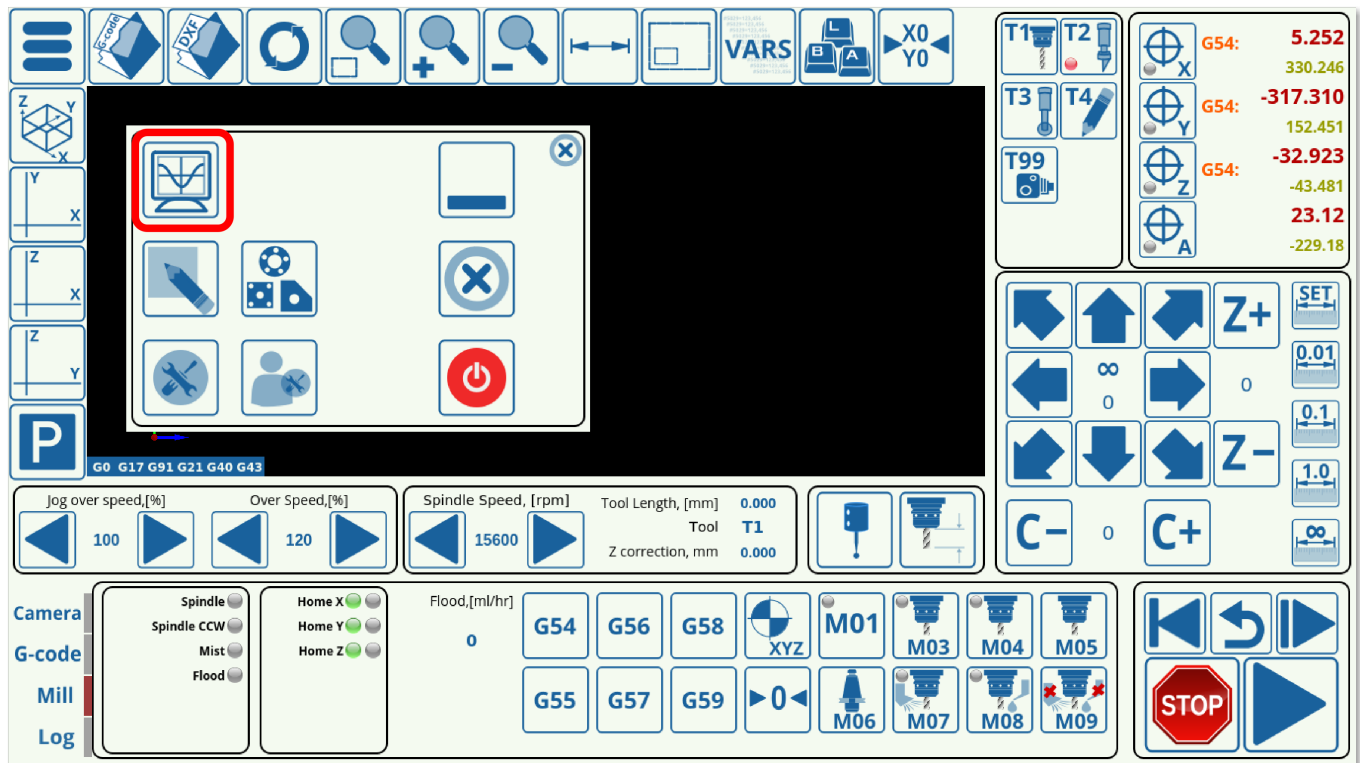 G-code
DXF
VARS
L
B
A
X0
Y0
T1
T2
T3
T4
T99
X
G54:
5.252
330.246
Y
G54:
-317.310
152.451
Z
G54:
-32.923
-43.481
A
23.12
-229.18
Z
Y
X
Y
X
Z
X
Z
Y
P
G0 G17 G91 G21 G40 G43
Z+
∞
0
0
Z-
C-
0
C+
SET
0.01
0.1
1.0
∞
Jog over speed,[%]
100
Over Speed,[%]
120
Spindle Speed, [rpm]
15600
Tool Length, [mm] 0.000
Tool T1
Z correction, mm 0.000
Camera
G-code
Mill
Log
Spindle
Spindle CCW
Mist
Flood
Home X
Home Y
Home Z
Flood,[ml/hr]
0
G54
G56
G58
XYZ
M01
M03
M04
M05
G55
G57
G59
0
M06
M07
M08
M09
STOP